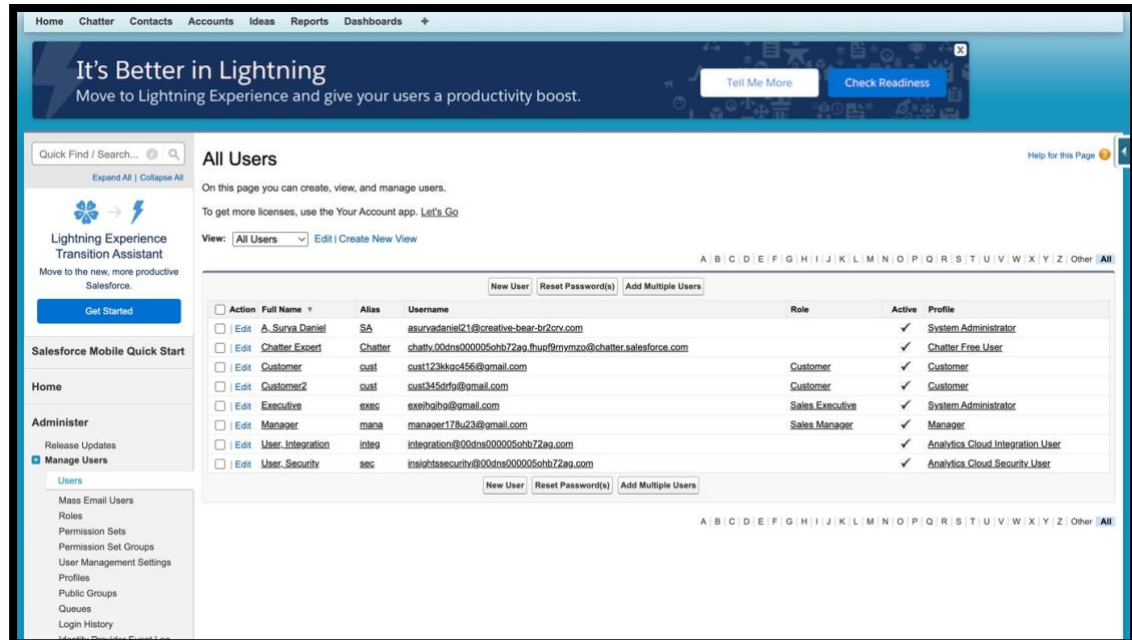 Home Chatter Contacts Accounts Ideas Reports Dashboards +
It's Better in Lightning
Move to Lightning Experience and give your users a productivity boost.
Tell Me More
Check Readiness
X
Quick Find / Search...
Expand All | Collapse All
Lightning Experience
Transition Assistant
Move to the new, more productive
Salesforce.
Get Started
Salesforce Mobile Quick Start
Home
Administer
Release Updates
Manage Users
Users
Mass Email Users
Roles
Permission Sets
Permission Set Groups
User Management Settings
Profiles
Public Groups
Queues
Login History
Identity Provider Event Log
All Users
Help for this Page ?
On this page you can create, view, and manage users.
To get more licenses, use the Your Account app. Let's Go
View: All Users Edit | Create New View
A | B | C | D | E | F | G | H | I | J | K | L | M | N | O | P | Q | R | S | T | U | V | W | X | Y | Z | Other All
New User Reset Password(s) Add Multiple Users
Action Full Name ↑ Alias Username Role Active Profile
| Edit A, Surya Daniel SA asuryadaniel21@creative-bear-br2crv.com ✓ System Administrator
| Edit Chatter Expert Chatter chatty.00dns000005ohb72ag.fhupf9mymzo@chatter.salesforce.com ✓ Chatter Free User
| Edit Customer cust cust123kkgc456@gmail.com Customer ✓ Customer
| Edit Customer2 cust cust345drfg@gmail.com Customer ✓ Customer
| Edit Executive exec exejhgjhg@gmail.com Sales Executive ✓ System Administrator
| Edit Manager mana manager178u23@gmail.com Sales Manager ✓ Manager
| Edit User, Integration integ integration@00dns000005ohb72ag.com ✓ Analytics Cloud Integration User
| Edit User, Security sec insightssecurity@00dns000005ohb72ag.com ✓ Analytics Cloud Security User
New User Reset Password(s) Add Multiple Users
A | B | C | D | E | F | G | H | I | J | K | L | M | N | O | P | Q | R | S | T | U | V | W | X | Y | Z | Other All